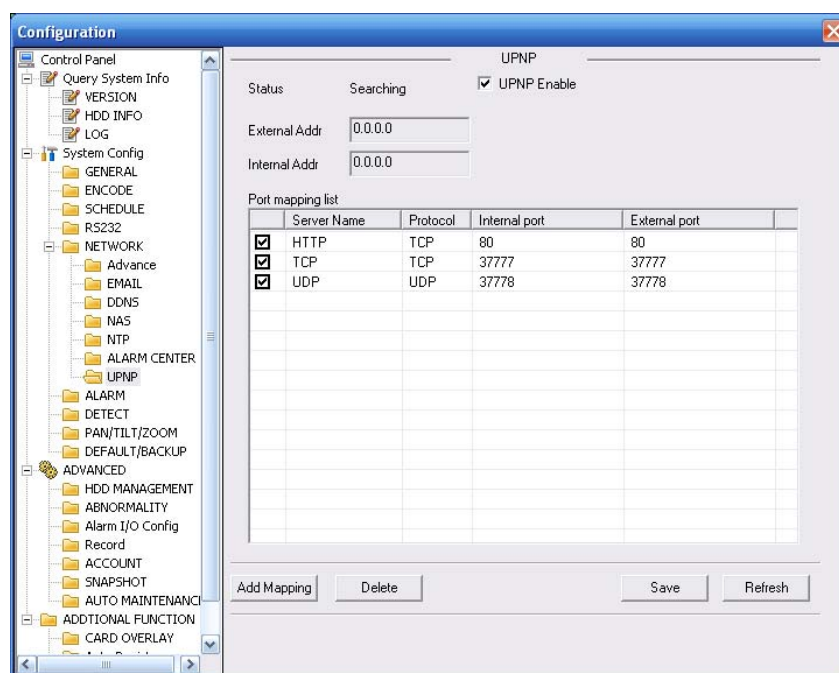 Configuration
Control Panel
Query System Info
VERSION
HDD INFO
LOG
System Config
GENERAL
ENCODE
SCHEDULE
RS232
NETWORK
Advance
EMAIL
DDNS
NAS
NTP
ALARM CENTER
UPNP
ALARM
DETECT
PAN/TILT/ZOOM
DEFAULT/BACKUP
ADVANCED
HDD MANAGEMENT
ABNORMALITY
Alarm I/O Config
Record
ACCOUNT
SNAPSHOT
AUTO MAINTENANC
ADDTIONAL FUNCTION
CARD OVERLAY
UPNP
Status Searching UPNP Enable
External Addr 0.0.0.0
Internal Addr 0.0.0.0
Port mapping list
Server Name Protocol Internal port External port
HTTP TCP 80 80
TCP TCP 37777 37777
UDP UDP 37778 37778
Add Mapping Delete Save Refresh